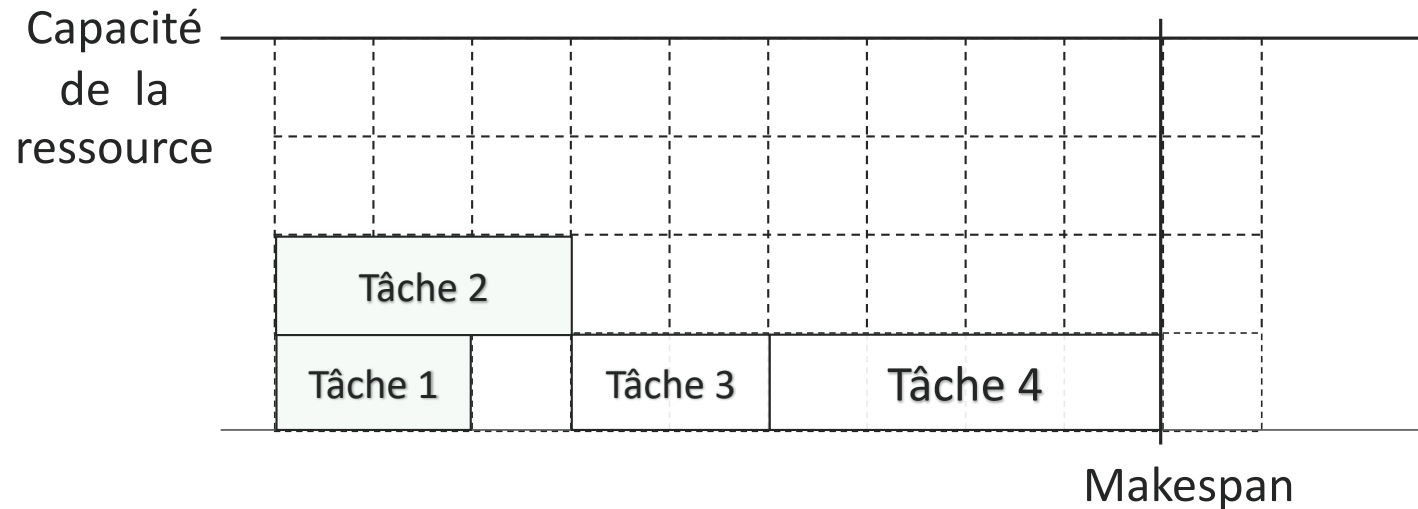 Capacité
de la
ressource
Tâche 2
Tâche 1
Tâche 3
Tâche 4
Makespan